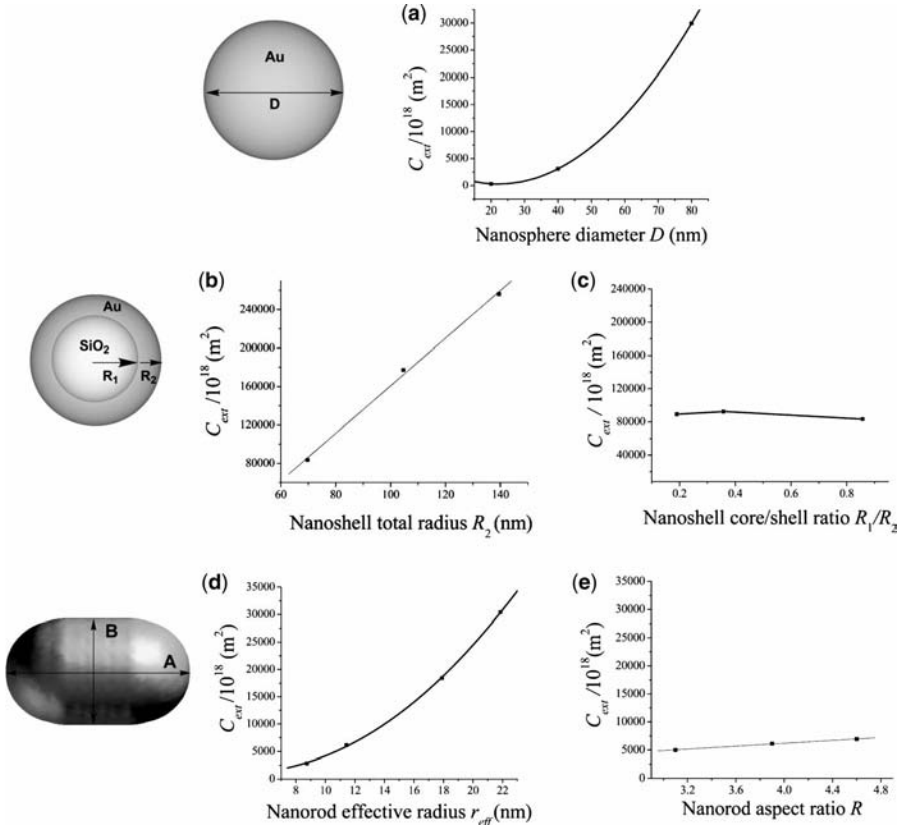 (a)
Au
D
C_ext /10^18 (m^2)
30000
25000
20000
15000
10000
5000
0
20 30 40 50 60 70 80
Nanosphere diameter D (nm)
(b)
Au
SiO2
R1
R2
C_ext /10^18 (m^2)
240000
200000
160000
120000
80000
60 80 100 120 140
Nanoshell total radius R2 (nm)
(c)
C_ext / 10^18 (m^2)
240000
200000
160000
120000
80000
40000
0
0.2 0.4 0.6 0.8
Nanoshell core/shell ratio R1/R2
B
A
(d)
C_ext /10^18 (m^2)
35000
30000
25000
20000
15000
10000
5000
0
8 10 12 14 16 18 20 22
Nanorod effective radius r_eff (nm)
(e)
C_ext /10^18 (m^2)
35000
30000
25000
20000
15000
10000
5000
0
3.2 3.6 4.0 4.4 4.8
Nanorod aspect ratio R